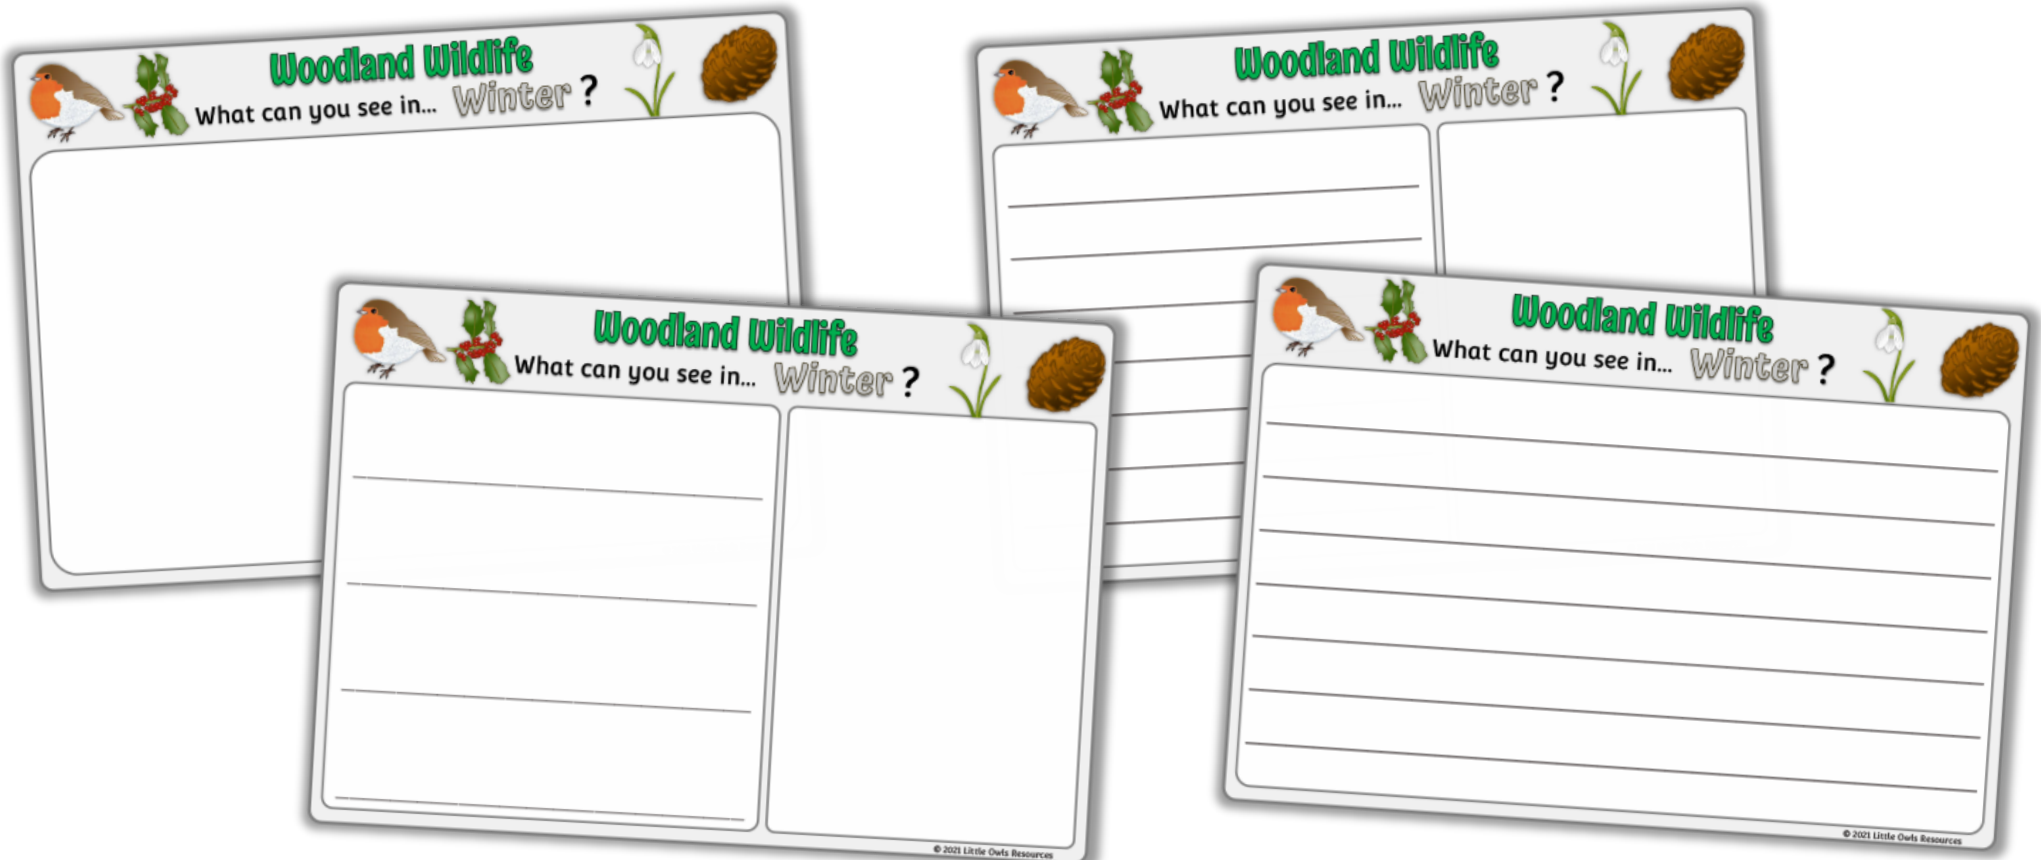 Woodland Wildlife
What can you see in... Winter ?
Woodland Wildlife
What can you see in... Winter ?
Woodland Wildlife
What can you see in... Winter ?
© 2021 Little Owls Resources
Woodland Wildlife
What can you see in... Winter ?
© 2021 Little Owls Resources